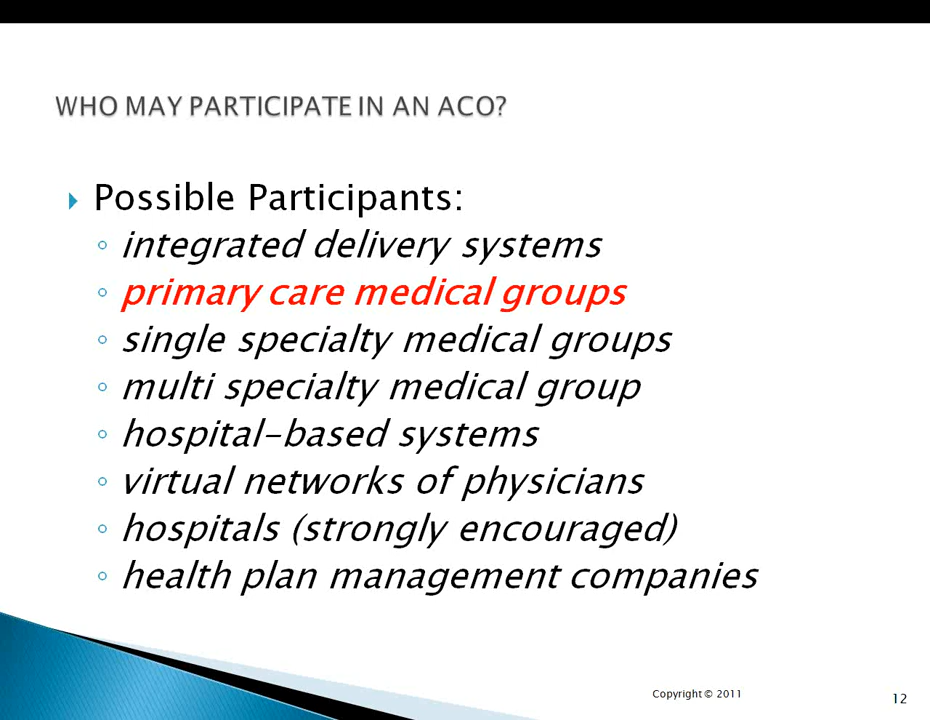 WHO MAY PARTICIPATE IN AN ACO?
Possible Participants:
integrated delivery systems
primary care medical groups
single specialty medical groups
multi specialty medical group
hospital-based systems
virtual networks of physicians
hospitals (strongly encouraged)
health plan management companies
Copyright © 2011
12